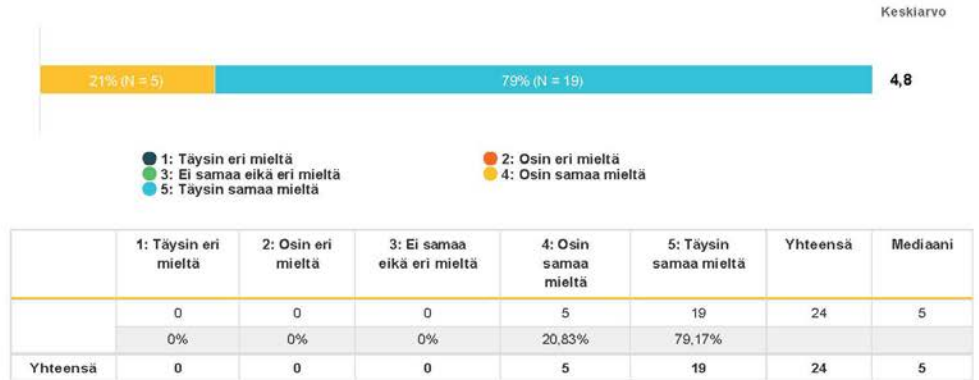 Keskiarvo
21% (N = 5) 79% (N = 19) 4,8
1: Täysin eri mieltä 2: Osin eri mieltä
3: Ei samaa eikä eri mieltä 4: Osin samaa mieltä
5: Täysin samaa mieltä
1: Täysin eri mieltä 2: Osin eri mieltä 3: Ei samaa eikä eri mieltä 4: Osin samaa mieltä 5: Täysin samaa mieltä Yhteensä Mediaani
0 0 0 5 19 24 5
0% 0% 0% 20,83% 79,17%
Yhteensä 0 0 0 5 19 24 5